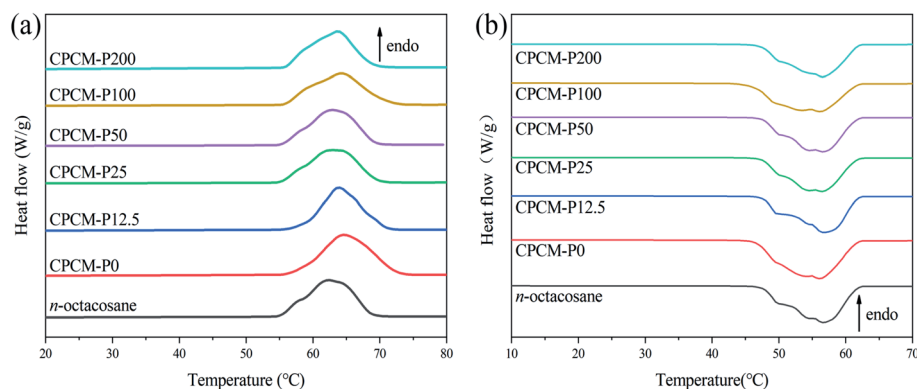 (a)
endo
CPCM-P200
CPCM-P100
CPCM-P50
CPCM-P25
CPCM-P12.5
CPCM-P0
n-octacosane
Heat flow (W/g)
20 30 40 50 60 70 80
Temperature (℃)
(b)
CPCM-P200
CPCM-P100
CPCM-P50
CPCM-P25
CPCM-P12.5
CPCM-P0
n-octacosane
endo
Heat flow （W/g）
10 20 30 40 50 60 70
Temperature(℃)